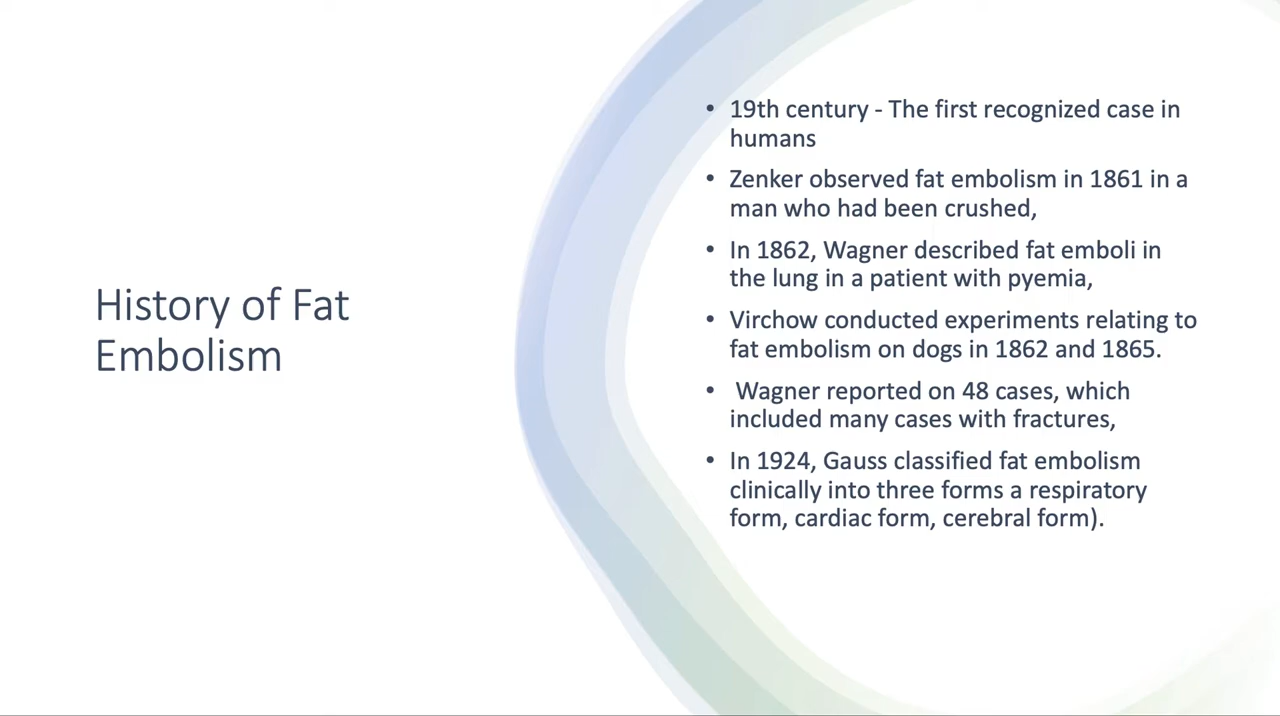 History of Fat
Embolism
• 19th century - The first recognized case in
humans
• Zenker observed fat embolism in 1861 in a
man who had been crushed,
• In 1862, Wagner described fat emboli in
the lung in a patient with pyemia,
• Virchow conducted experiments relating to
fat embolism on dogs in 1862 and 1865.
• Wagner reported on 48 cases, which
included many cases with fractures,
• In 1924, Gauss classified fat embolism
clinically into three forms a respiratory
form, cardiac form, cerebral form).